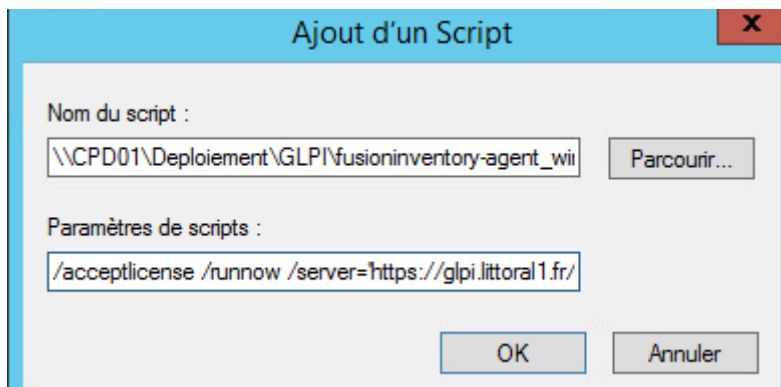 Ajout d'un Script
x
Nom du script :
\\CPD01\Deploiement\GLPI\fusioninventory-agent_wi
Parcourir...
Paramètres de scripts :
/acceptlicense /runnow /server='https://glpi.littoral1.fr/
OK
Annuler